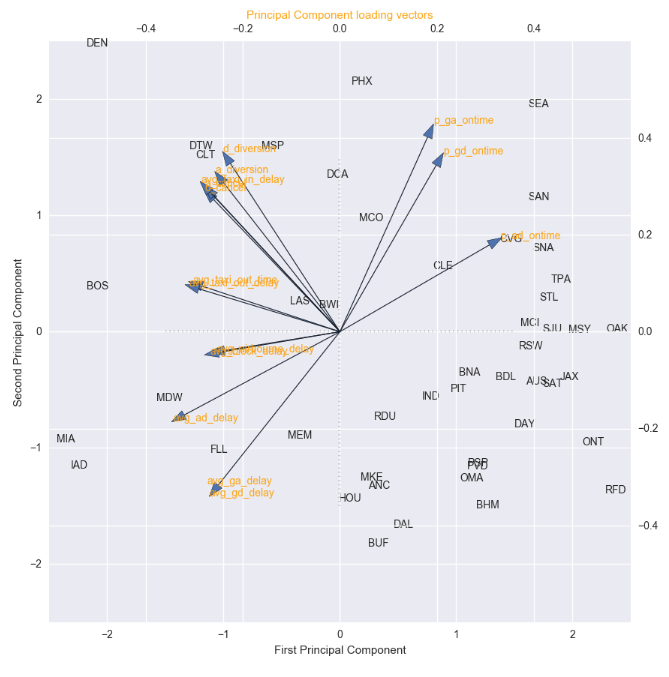 Principal Component loading vectors
−0.4 −0.2 0.0 0.2 0.4
DEN
PHX
2
SEA
p_ga_ontime
0.4
DTW MSP
d_diversion
CLT
p_gd_ontime
a_diversion
DCA
SAN
1
MCO
0.2
p_ad_ontime
CVG
SNA
CLE
TPA
BOS
STL
LAS
BWI
MCI
0
SJU MSY OAK
0.0
RSW
BNA
BDL
AUS JAX
SAT
PIT
MDW
IND
RDU
avg_ad_delay
DAY
−0.2
MEM
MIA
ONT
−1
FLL
IAD
PVD
avg_ga_delay
MKE
OMA
ANC
avg_gd_delay
RFD
HOU
BHM
DAL
−0.4
BUF
−2
Second Principal Component
−2 −1 0 1 2
First Principal Component